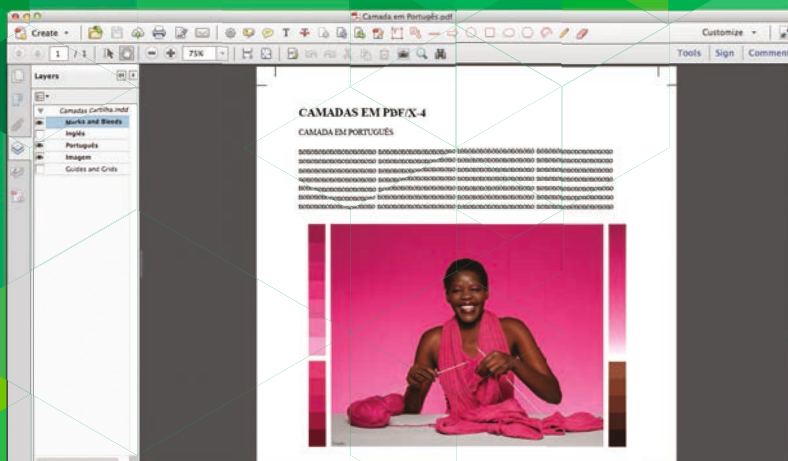 Camada em Portugês.pdf
Create
Customize
1 / 1
75%
Tools Sign Comment
Layers
Camadas Cartilha.indd
Marks and Bleeds
Inglês
Português
Imagem
Guides and Grids
CAMADAS EM PDF/X-4
CAMADA EM PORTUGUÊS